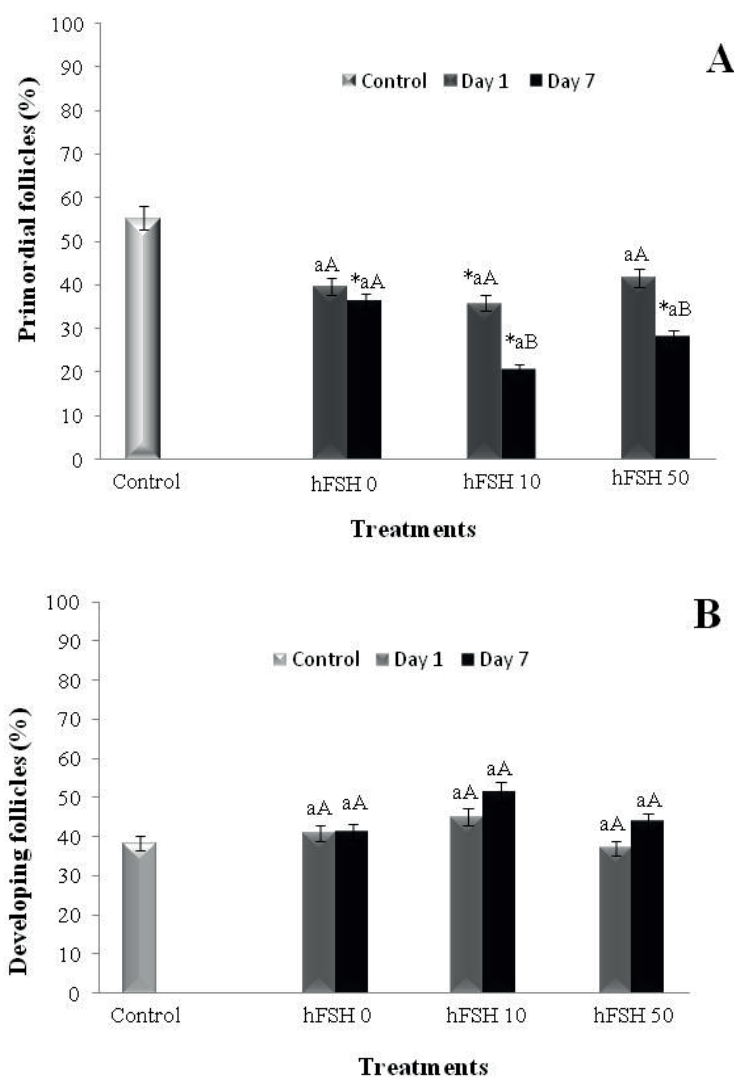 A
Primordial follicles (%)
100
90
80
70
60
50
40
30
20
10
0
Control Day 1 Day 7
aA
*aA
*aA
*aB
aA
*aB
Control hFSH 0 hFSH 10 hFSH 50
Treatments
B
Developing follicles (%)
100
90
80
70
60
50
40
30
20
10
0
Control Day 1 Day 7
aA aA
aA
aA
aA
aA
Control hFSH 0 hFSH 10 hFSH 50
Treatments